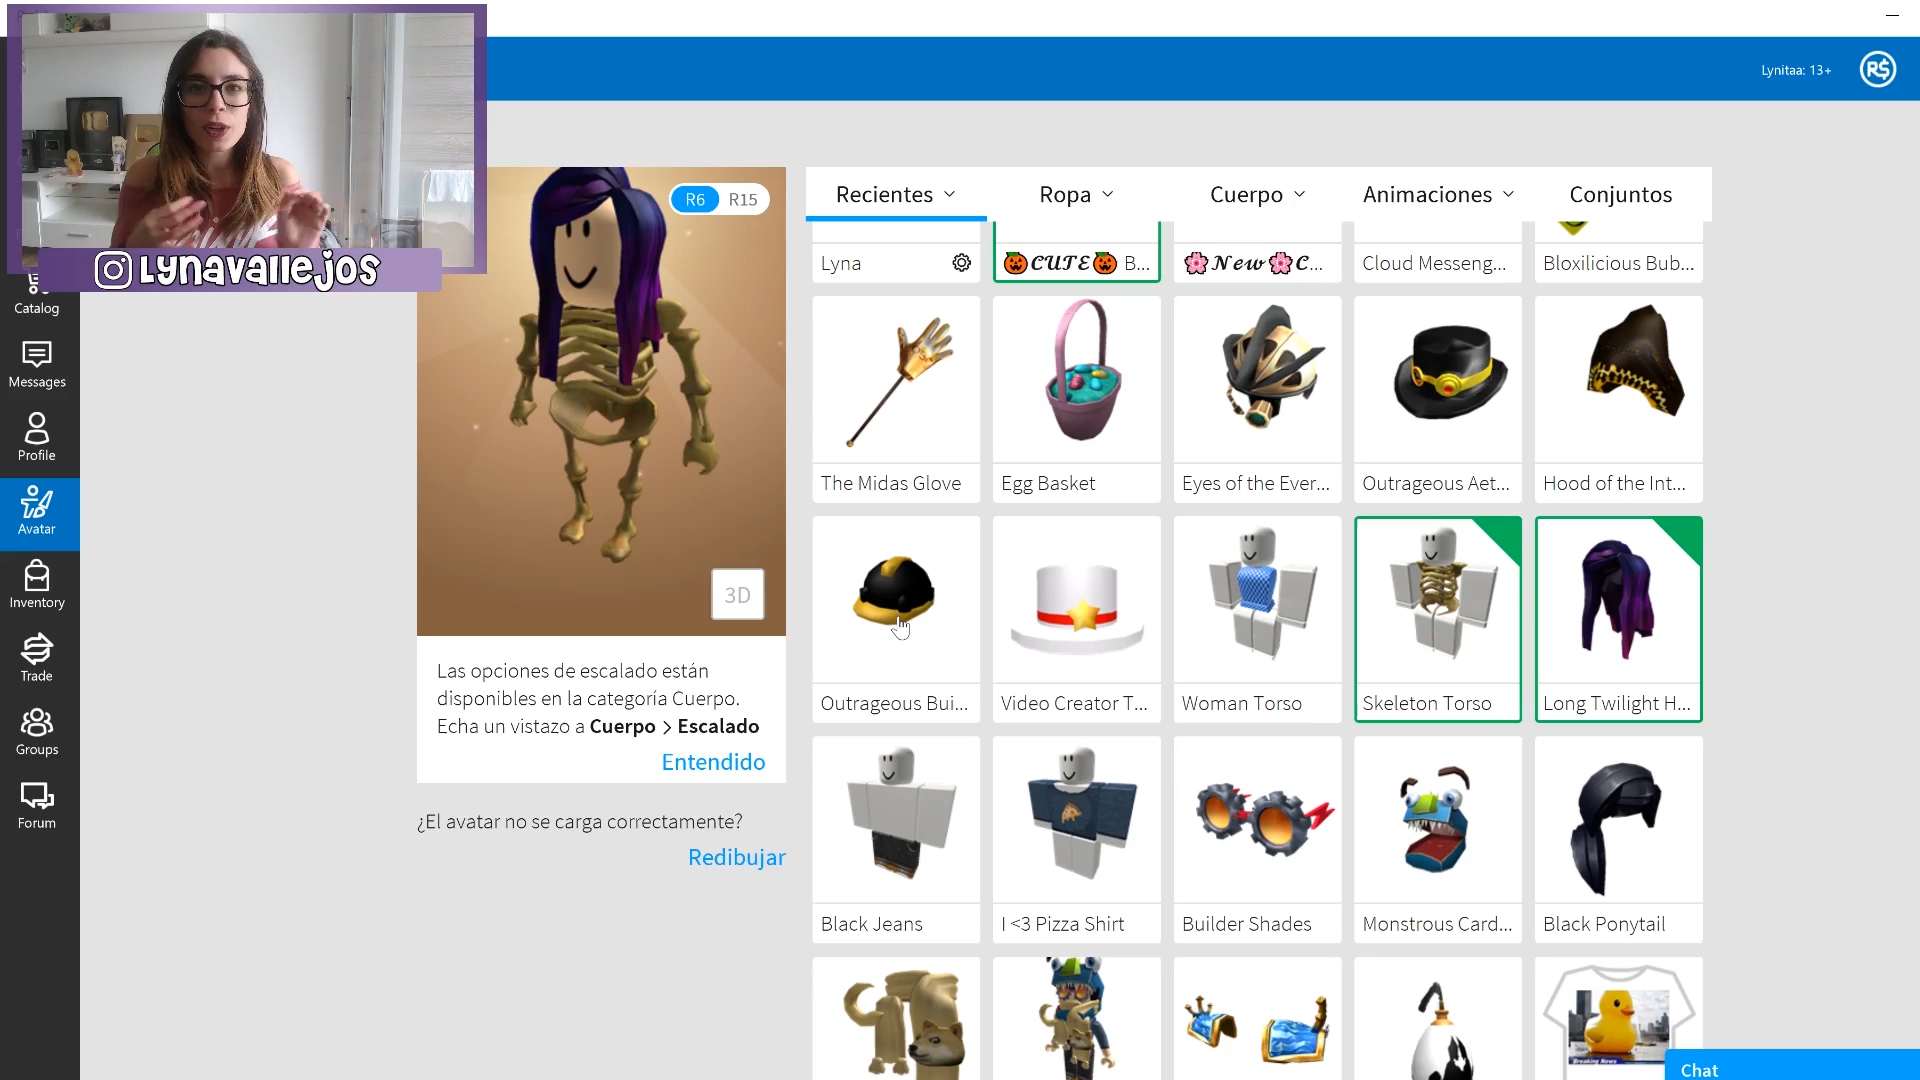 Lynitaa: 13+
R$
Lynavallejos
R6
R15
3D
Las opciones de escalado están
disponibles en la categoría Cuerpo.
Echa un vistazo a Cuerpo > Escalado
Entendido
¿El avatar no se carga correctamente?
Redibujar
Catalog
Messages
Profile
Avatar
Inventory
Trade
Groups
Forum
Recientes
Ropa
Cuerpo
Animaciones
Conjuntos
Lyna
🎃𝓒𝓤𝓣𝓔🎃 B...
🌸𝓝𝓮𝔀🌸𝓒...
Cloud Messeng...
Bloxilicious Bub...
The Midas Glove
Egg Basket
Eyes of the Ever...
Outrageous Aet...
Hood of the Int...
Outrageous Bui...
Video Creator T...
Woman Torso
Skeleton Torso
Long Twilight H...
Black Jeans
I <3 Pizza Shirt
Builder Shades
Monstrous Card...
Black Ponytail
Breaking News
Chat